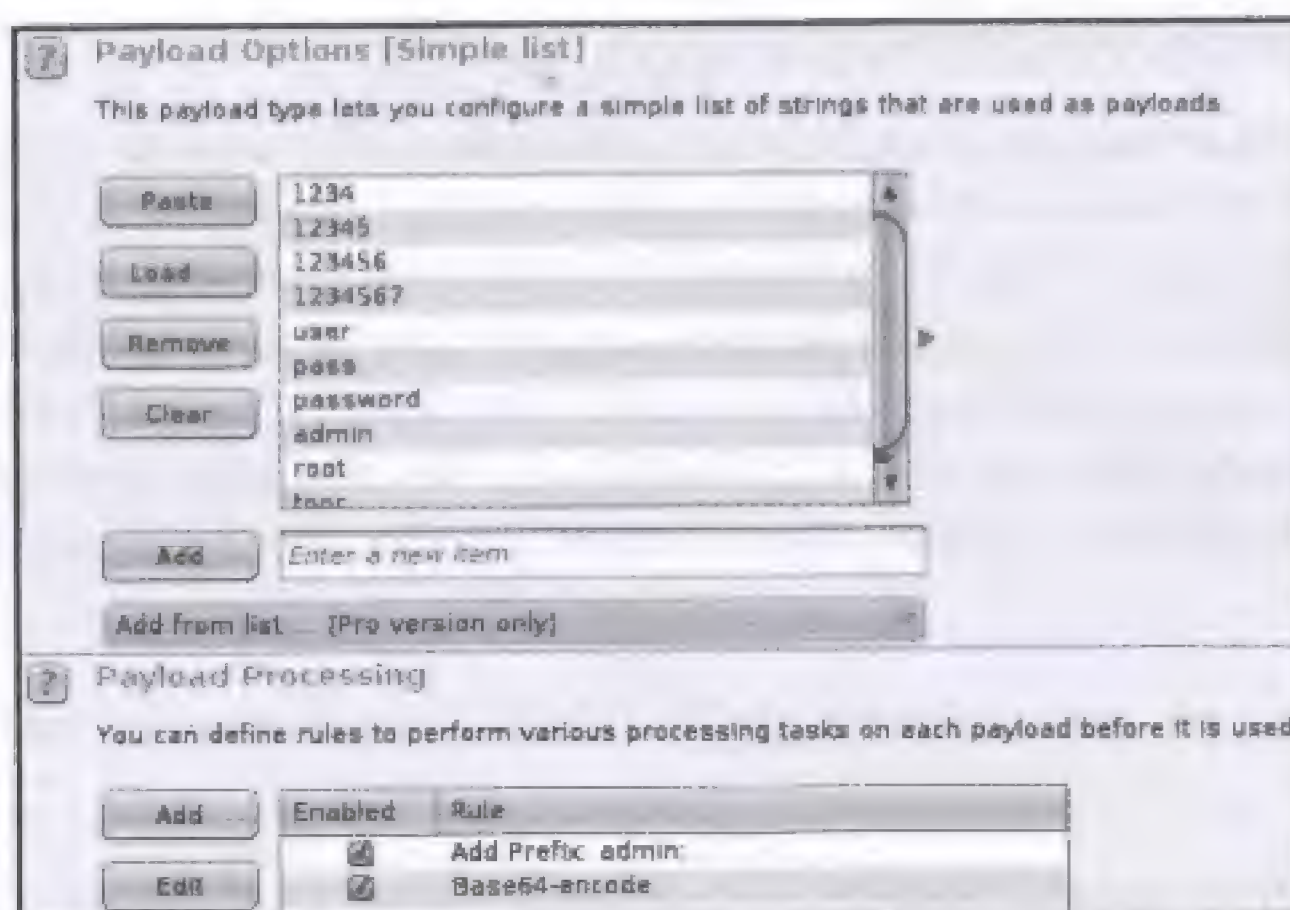 ? Payload Options [Simple list]
This payload type lets you configure a simple list of strings that are used as payloads
Paste
1234
12345
Load ...
123456
1234567
Remove
user
pass
Clear
password
admin
root
toor
Add
Enter a new item
Add from list ... [Pro version only]
? Payload Processing
You can define rules to perform various processing tasks on each payload before it is used
Add
Enabled
Rule
Add Prefix: admin:
Edit
Base64-encode